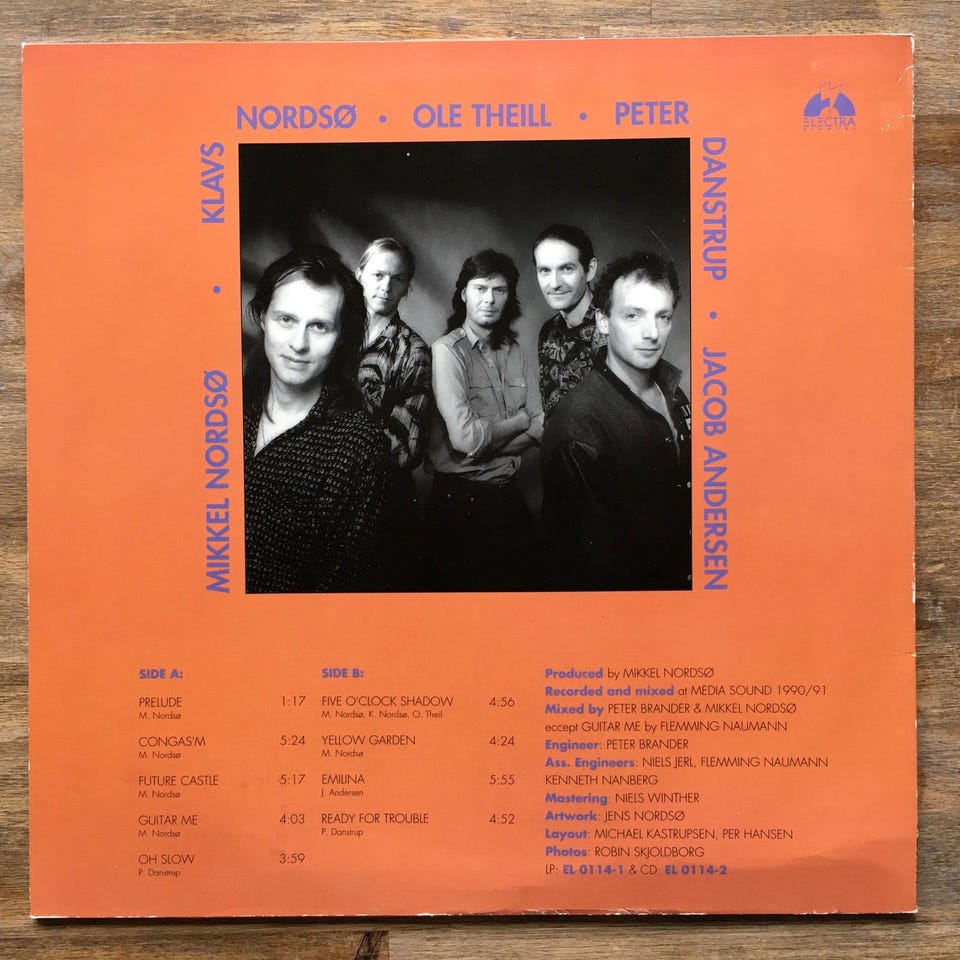 MIKKEL NORDSØ • KLAVS
NORDSØ • OLE THEILL • PETER
DANSTRUP • JACOB ANDERSEN
ELECTRA
SIDE A:
PRELUDE 1:17
M. Nordsø
CONGAS'M 5:24
M. Nordsø
FUTURE CASTLE 5:17
M. Nordsø
GUITAR ME 4:03
M. Nordsø
OH SLOW 3:59
P. Danstrep
SIDE B:
FIVE O'CLOCK SHADOW 4:56
M. Nordsø, K. Nordsø, O. Theil
YELLOW GARDEN 4:24
M. Nordsø
EMILINA 5:55
J. Andersen
READY FOR TROUBLE 4:52
P. Danstrup
Produced by MIKKEL NORDSØ
Recorded and mixed at MEDIA SOUND 1990/91
Mixed by PETER BRANDER & MIKKEL NORDSØ
eccept GUITAR ME by FLEMMING NAUMANN
Engineer: PETER BRANDER
Ass. Engineers: NIELS JERL, FLEMMING NAUMANN
KENNETH NANBERG
Mastering: NIELS WINTHER
Artwork: JENS NORDSØ
Layout: MICHAEL KASTRUPSEN, PER HANSEN
Photos: ROBIN SKJOLDBORG
LP: EL 0114-1 & CD: EL 0114-2